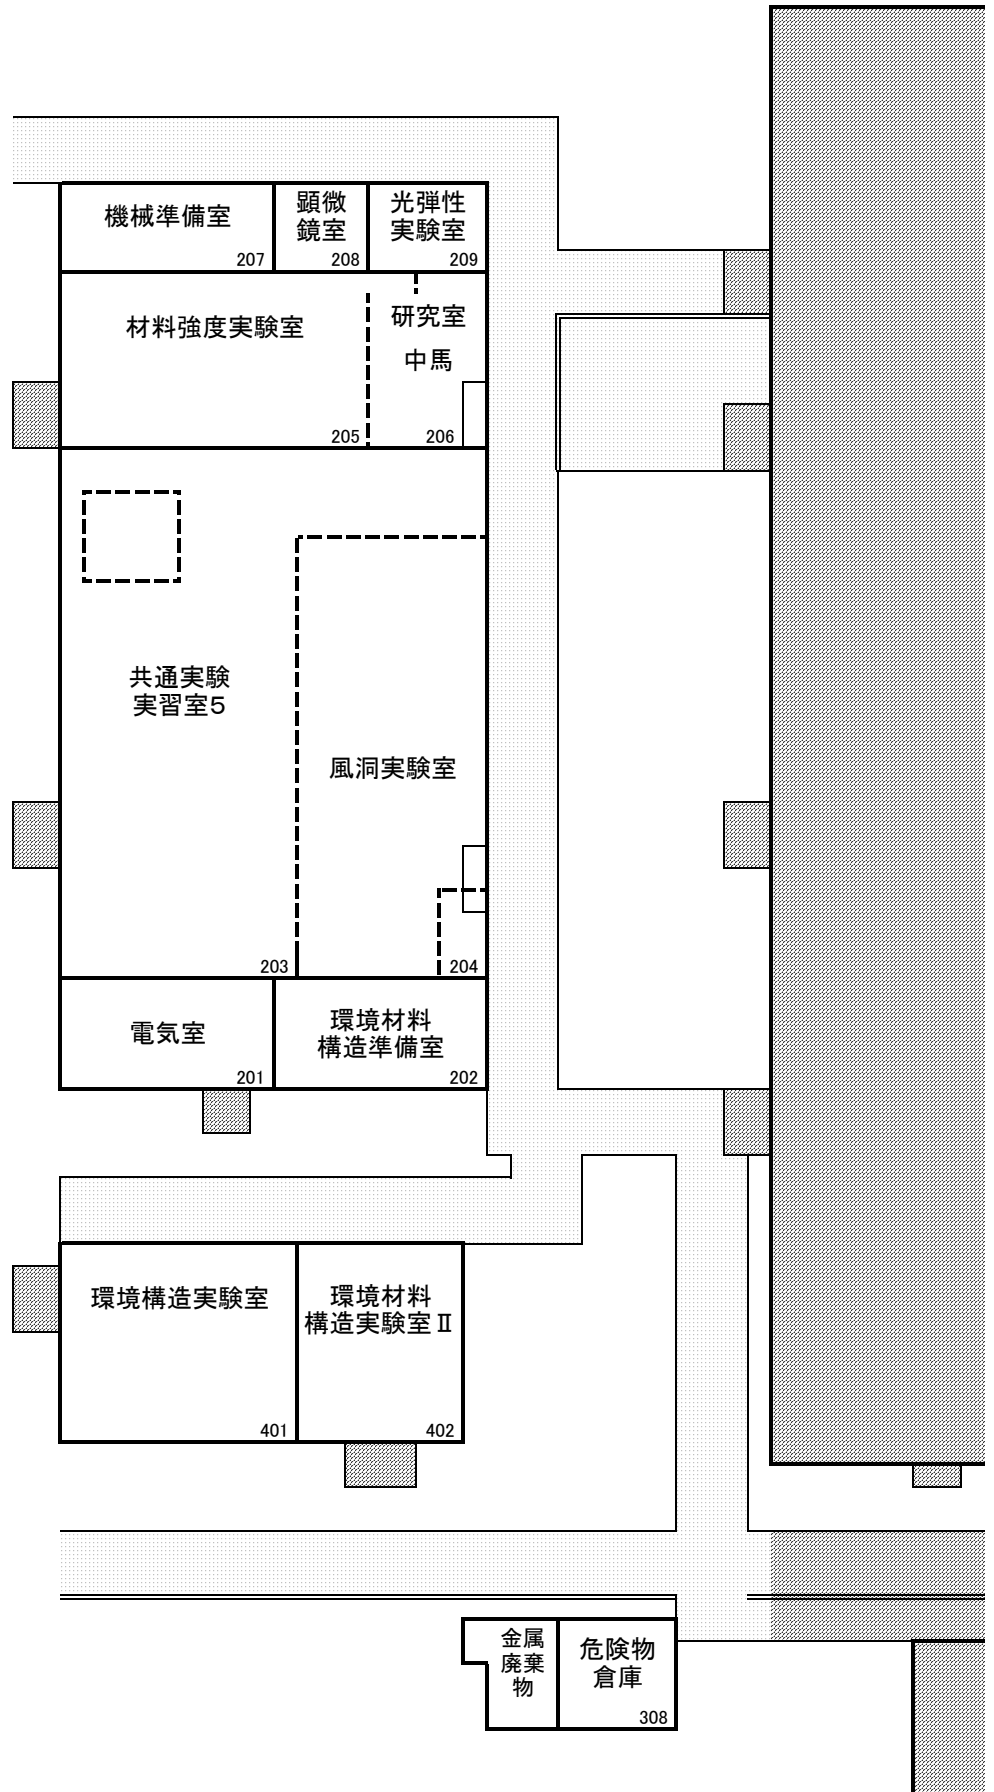 機械準備室
207
顕微
鏡室
208
光弾性
実験室
209
材料強度実験室
205
研究室
中馬
206
共通実験
実習室5
203
風洞実験室
204
電気室
201
環境材料
構造準備室
202
環境構造実験室
401
環境材料
構造実験室Ⅱ
402
金属
廃棄
物
危険物
倉庫
308